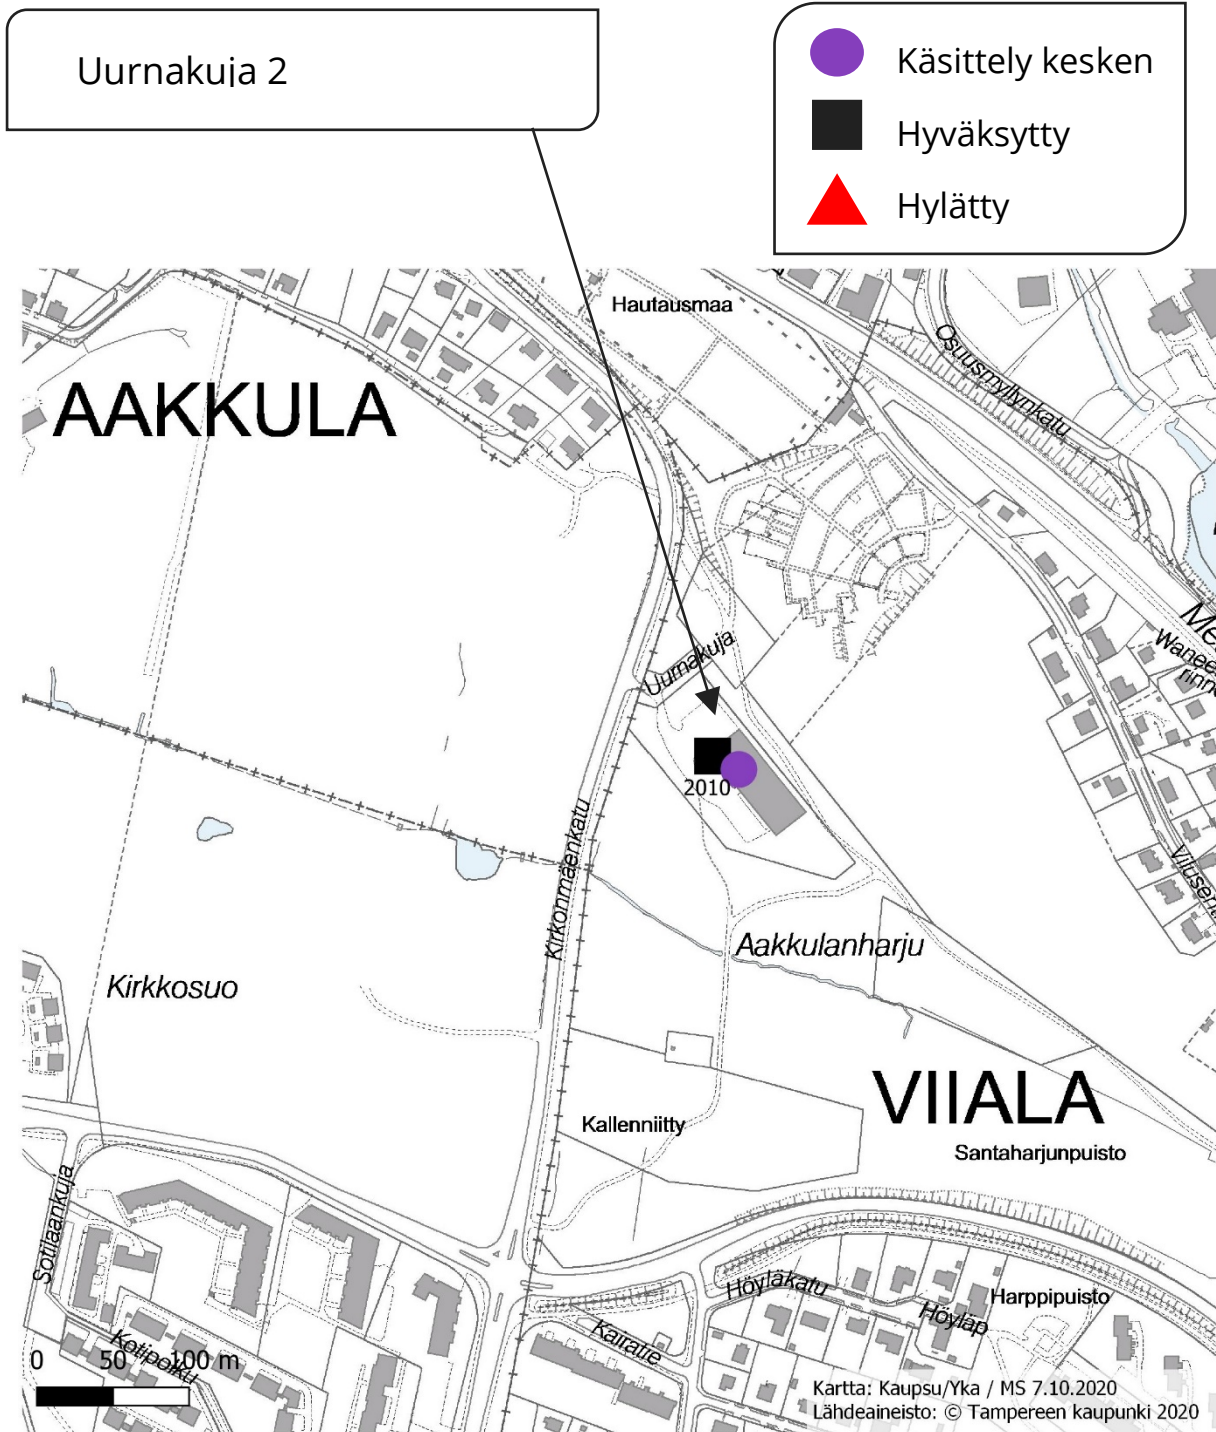 Uurnakuja 2
Käsittely kesken
Hyväksytty
Hylätty
Hautausmaa
Osuusmyllynkatu
AAKKULA
Uurnakuja
2010
Kirkonmäenkatu
Aakkulanharju
Kirkkosuo
VIIALA
Kallenniitty
Santaharjunpuisto
Sotilaankuja
Höyläkatu
Harppipuisto
Höyläp
Kairatie
Kotipolku
0 50 100 m
Kartta: Kaupsu/Yka / MS 7.10.2020
Lähdeaineisto: © Tampereen kaupunki 2020